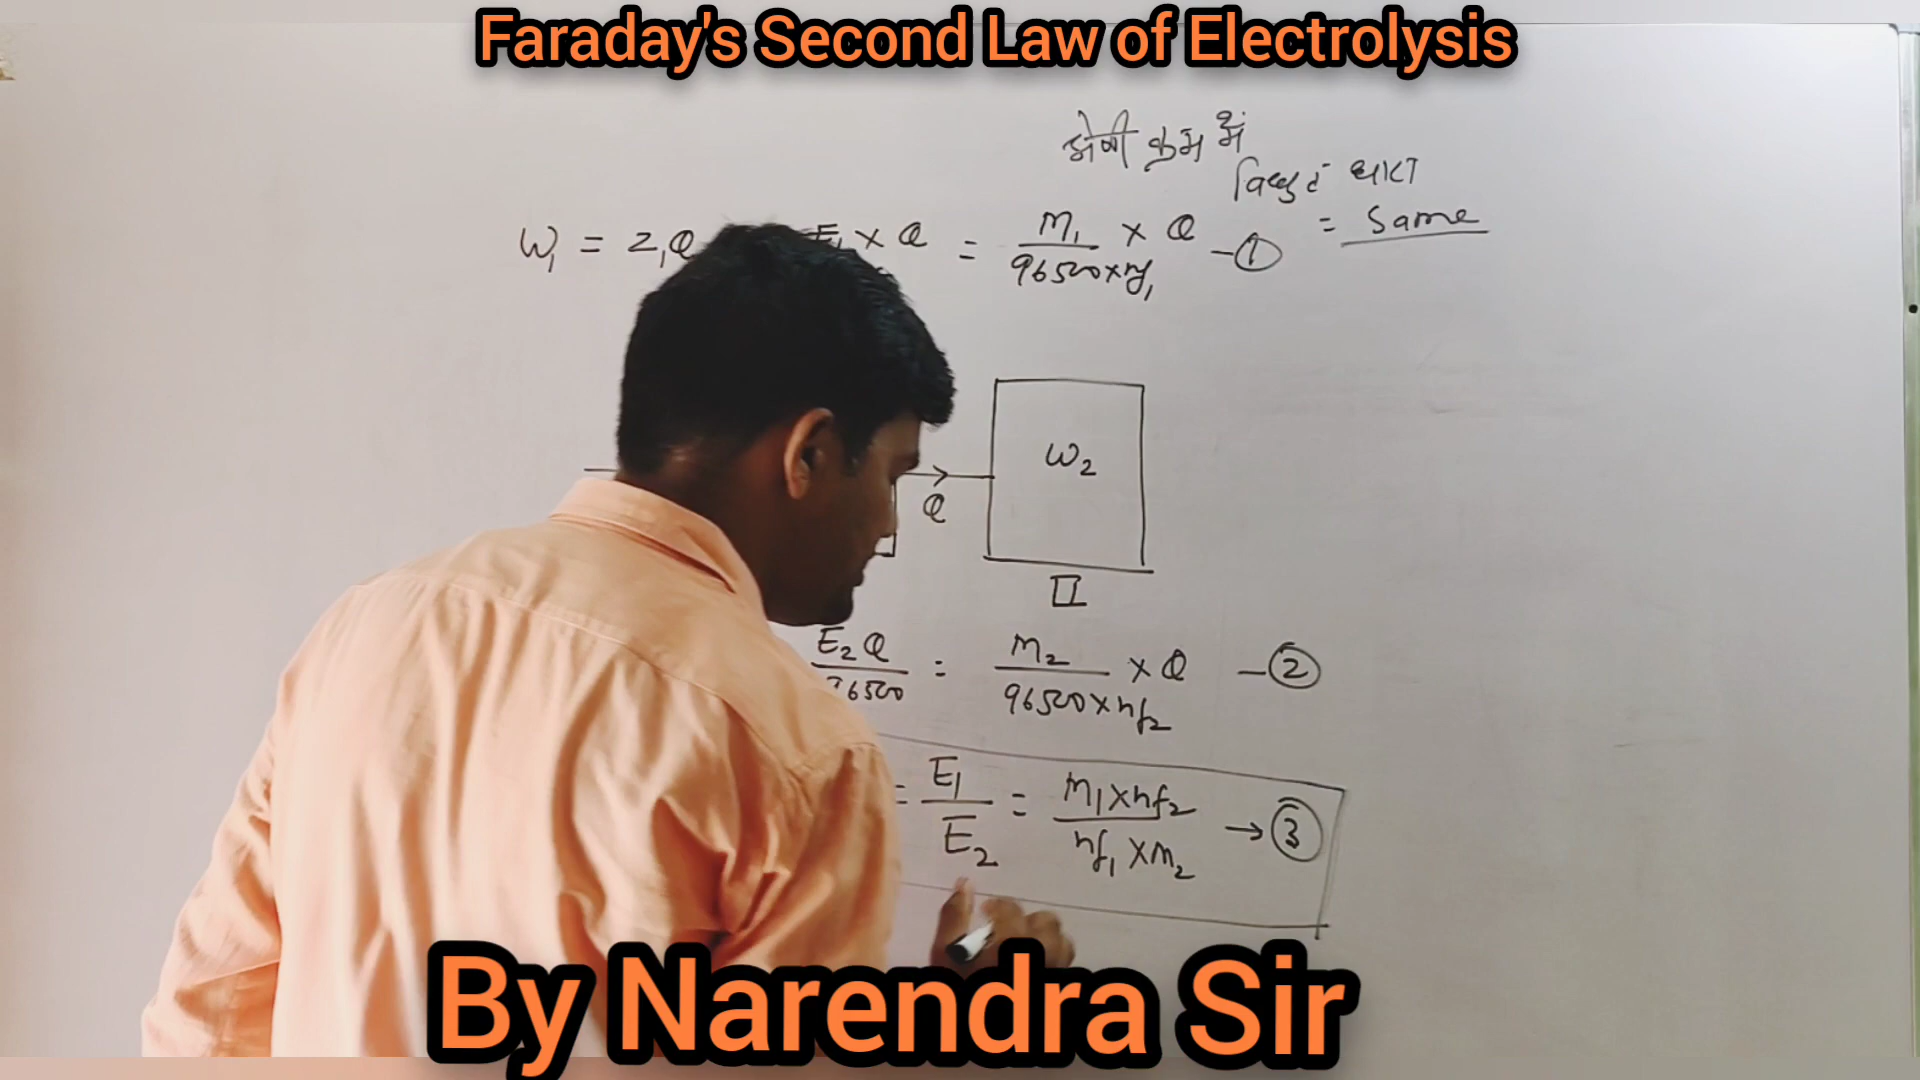 Faraday's Second Law of Electrolysis
श्रेणी क्रम में
विद्युत धारा
= Same
W₁ = Z₁Q E₁ × Q = M₁ × Q / 96500×nf₁ –①
W₂
Q
II
E₂Q / 96500 = M₂ / 96500×nf₂ × Q –②
= E₁ / E₂ = M₁×nf₂ / nf₁×M₂ → ③
By Narendra Sir